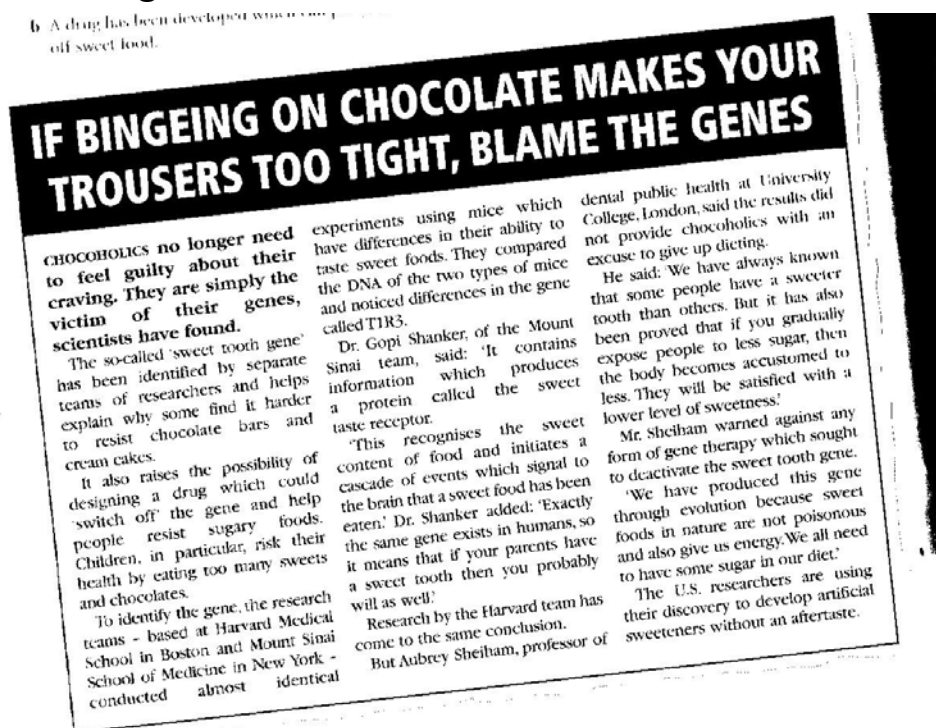 6 A drug has been developed which can
off sweet food.
IF BINGEING ON CHOCOLATE MAKES YOUR
TROUSERS TOO TIGHT, BLAME THE GENES
CHOCOHOLICS no longer need
to feel guilty about their
craving. They are simply the
victim of their genes,
scientists have found.
The so-called 'sweet tooth gene'
has been identified by separate
teams of researchers and helps
explain why some find it harder
to resist chocolate bars and
cream cakes.
It also raises the possibility of
designing a drug which could
'switch off' the gene and help
people resist sugary foods.
Children, in particular, risk their
health by eating too many sweets
and chocolates.
To identify the gene, the research
teams - based at Harvard Medical
School in Boston and Mount Sinai
School of Medicine in New York -
conducted almost identical
experiments using mice which
have differences in their ability to
taste sweet foods. They compared
the DNA of the two types of mice
and noticed differences in the gene
called T1R3.
Dr. Gopi Shanker, of the Mount
Sinai team, said: 'It contains
information which produces
a protein called the sweet
taste receptor.
'This recognises the sweet
content of food and initiates a
cascade of events which signal to
the brain that a sweet food has been
eaten.' Dr. Shanker added: 'Exactly
the same gene exists in humans, so
it means that if your parents have
a sweet tooth then you probably
will as well.'
Research by the Harvard team has
come to the same conclusion.
But Aubrey Sheiham, professor of
dental public health at University
College, London, said the results did
not provide chocoholics with an
excuse to give up dieting.
He said: 'We have always known
that some people have a sweeter
tooth than others. But it has also
been proved that if you gradually
expose people to less sugar, then
the body becomes accustomed to
less. They will be satisfied with a
lower level of sweetness.'
Mr. Sheiham warned against any
form of gene therapy which sought
to deactivate the sweet tooth gene.
'We have produced this gene
through evolution because sweet
foods in nature are not poisonous
and also give us energy. We all need
to have some sugar in our diet.'
The U.S. researchers are using
their discovery to develop artificial
sweeteners without an aftertaste.